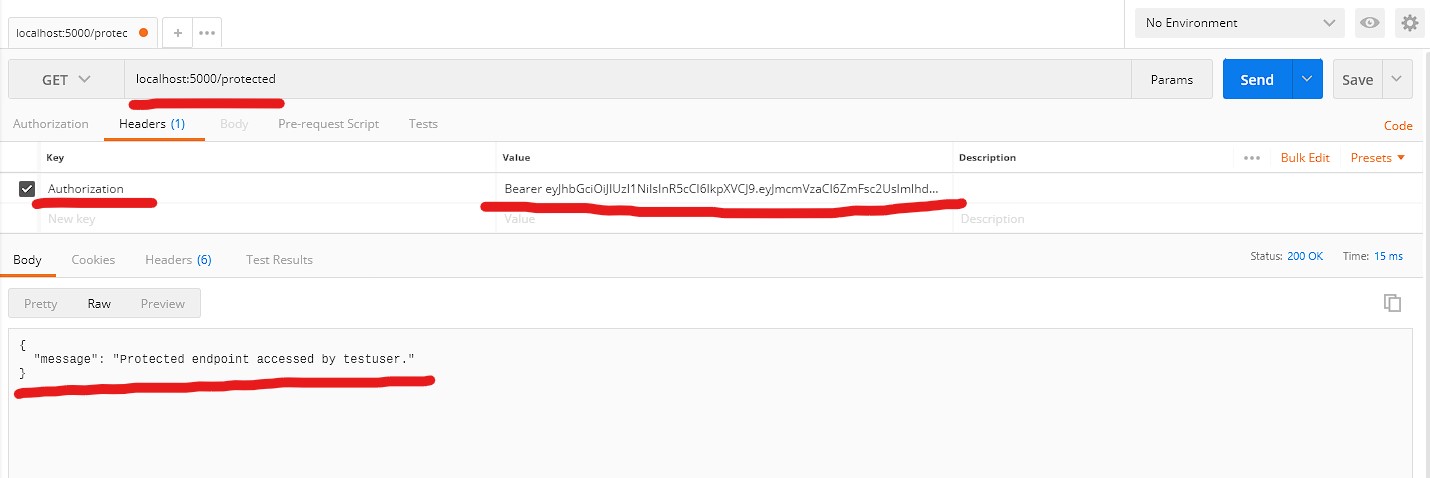 localhost:5000/protec
No Environment
GET localhost:5000/protected Params Send Save
Authorization Headers (1) Body Pre-request Script Tests Code
Key Value Description Bulk Edit Presets
Authorization Bearer eyJhbGciOiJIUzI1NiIsInR5cCI6IkpXVCJ9.eyJmcmVzaCI6ZmFsc2UsImlhd...
New key Value Description
Body Cookies Headers (6) Test Results Status: 200 OK Time: 15 ms
Pretty Raw Preview
{
"message": "Protected endpoint accessed by testuser."
}